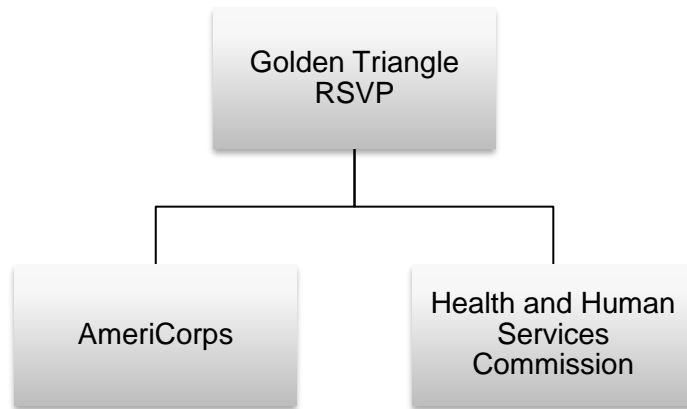 Golden Triangle
RSVP
AmeriCorps
Health and Human
Services
Commission